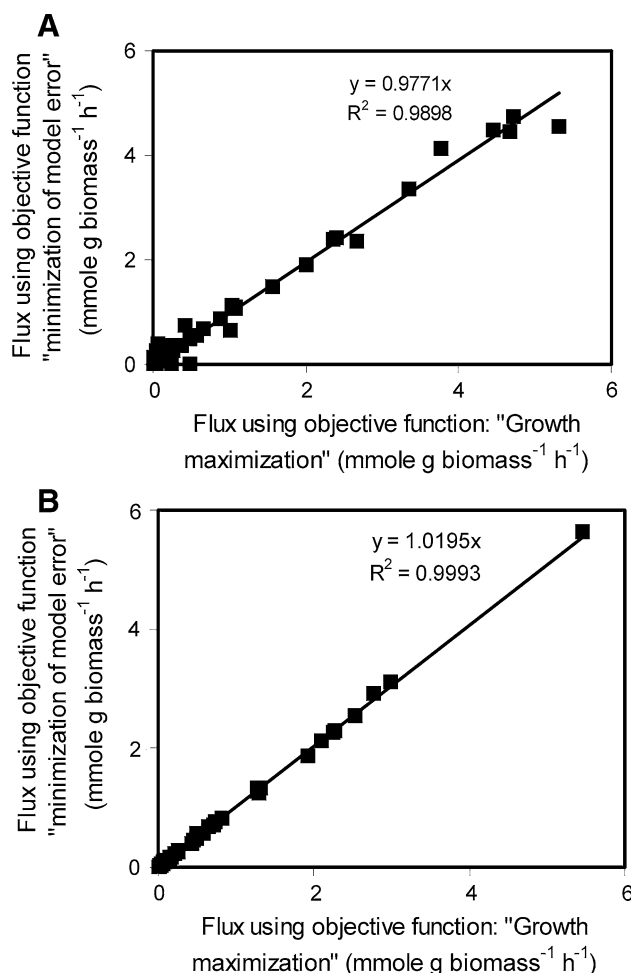 A
6
4
2
0
y = 0.9771x
R² = 0.9898
0 2 4 6
Flux using objective function
"minimization of model error"
(mmole g biomass⁻¹ h⁻¹)
Flux using objective function: "Growth
maximization" (mmole g biomass⁻¹ h⁻¹)
B
6
4
2
0
y = 1.0195x
R² = 0.9993
0 2 4 6
Flux using objective function
"minimization of model error"
(mmole g biomass⁻¹ h⁻¹)
Flux using objective function: "Growth
maximization" (mmole g biomass⁻¹ h⁻¹)